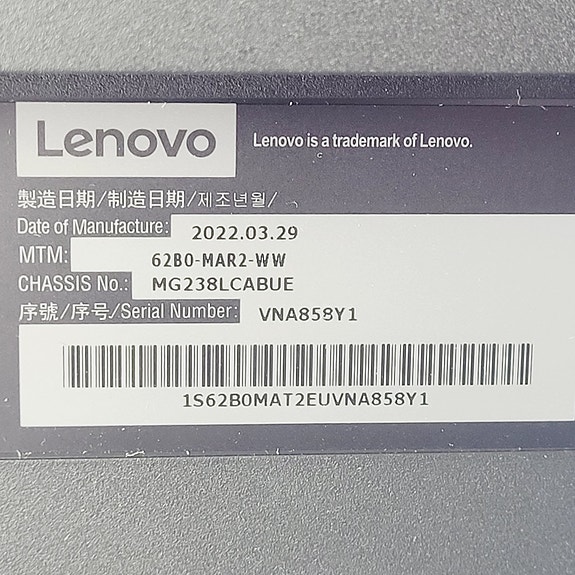 Lenovo
Lenovo is a trademark of Lenovo.
製造日期/制造日期/제조년월/
Date of Manufacture: 2022.03.29
MTM: 62B0-MAR2-WW
CHASSIS No.: MG238LCABUE
序號/序号/Serial Number: VNA858Y1
1S62B0MAT2EUVNA858Y1